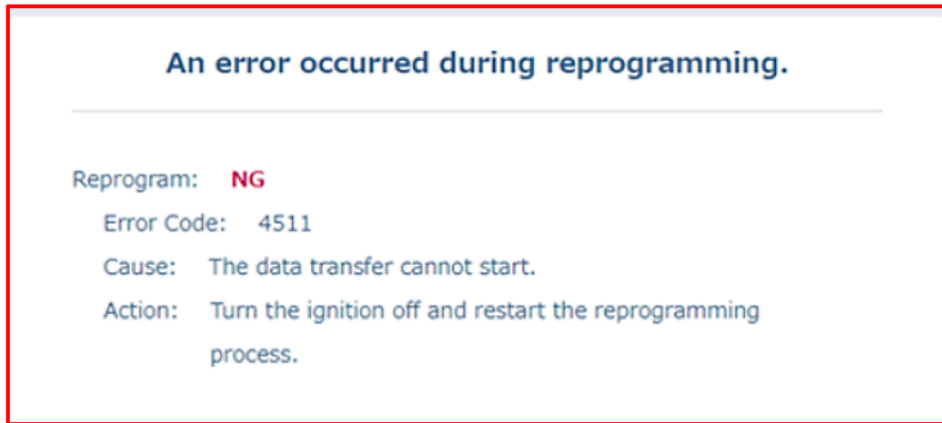 An error occurred during reprogramming.
Reprogram: NG
Error Code: 4511
Cause: The data transfer cannot start.
Action: Turn the ignition off and restart the reprogramming
process.